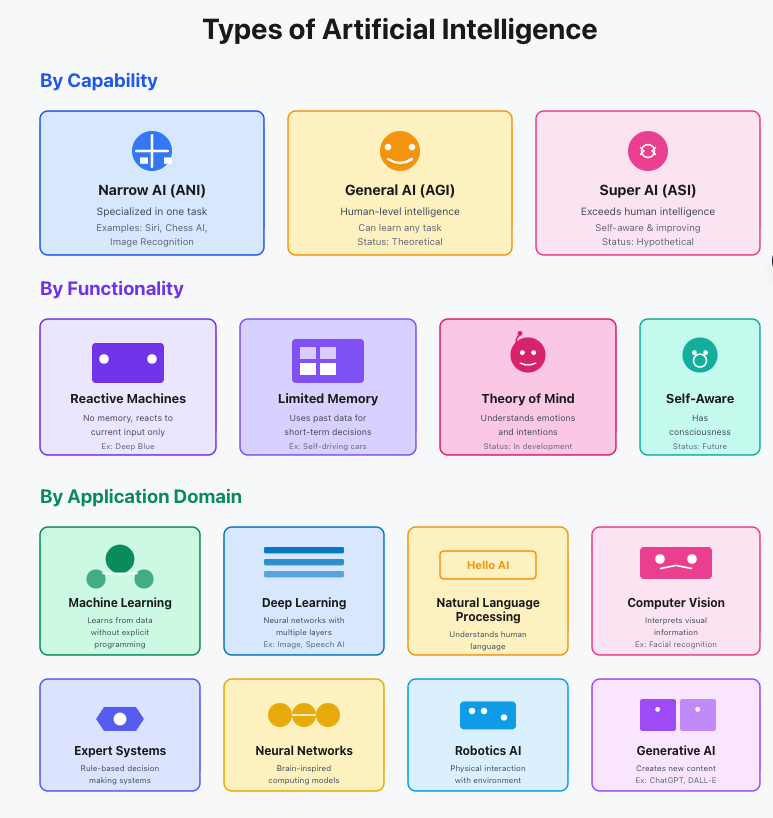 Types of Artificial Intelligence
By Capability
Narrow AI (ANI)
Specialized in one task
Examples: Siri, Chess AI,
Image Recognition
General AI (AGI)
Human-level intelligence
Can learn any task
Status: Theoretical
Super AI (ASI)
Exceeds human intelligence
Self-aware & improving
Status: Hypothetical
By Functionality
Reactive Machines
No memory, reacts to
current input only
Ex: Deep Blue
Limited Memory
Uses past data for
short-term decisions
Ex: Self-driving cars
Theory of Mind
Understands emotions
and intentions
Status: In development
Self-Aware
Has
consciousness
Status: Future
By Application Domain
Machine Learning
Learns from data
without explicit
programming
Deep Learning
Neural networks with
multiple layers
Ex: Image, Speech AI
Hello AI
Natural Language
Processing
Understands human
language
Computer Vision
Interprets visual
information
Ex: Facial recognition
Expert Systems
Rule-based decision
making systems
Neural Networks
Brain-inspired
computing models
Robotics AI
Physical interaction
with environment
Generative AI
Creates new content
Ex: ChatGPT, DALL-E